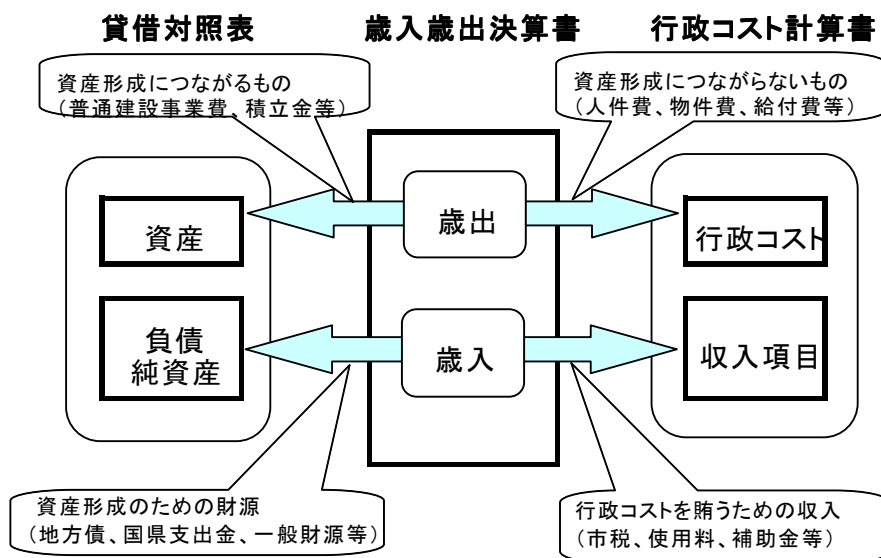 貸借対照表 歳入歳出決算書 行政コスト計算書
資産形成につながるもの
（普通建設事業費、積立金等）
資産形成につながらないもの
（人件費、物件費、給付費等）
資産
歳出
行政コスト
負債
純資産
歳入
収入項目
資産形成のための財源
（地方債、国県支出金、一般財源等）
行政コストを賄うための収入
（市税、使用料、補助金等）